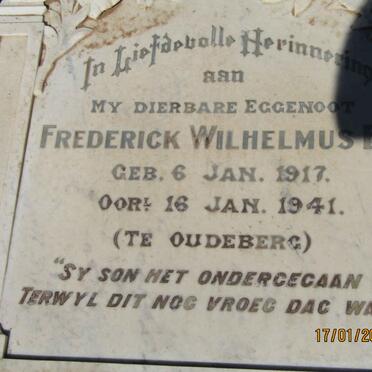 In Liefdevolle Herinnering
aan
MY DIERBARE EGGENOOT
FREDERICK WILHELMUS
GEB. 6 JAN. 1917.
OORL 16 JAN. 1941.
(TE OUDEBERG)
"SY SON HET ONDERGEGAAN
TERWYL DIT NOG VROEG DAG WA
17/01/20